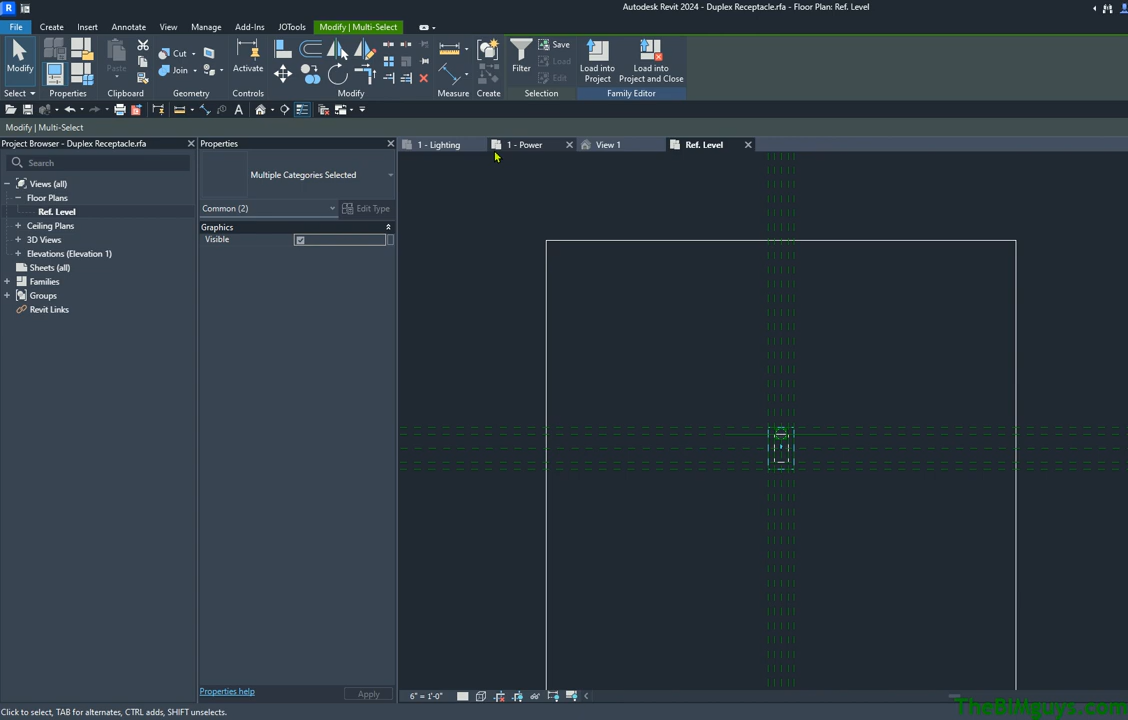 Autodesk Revit 2024 - Duplex Receptacle.rfa - Floor Plan: Ref. Level
File Create Insert Annotate View Manage Add-Ins JOTools Modify | Multi-Select
Modify Cut Join Activate Filter Save Load Edit Load into Project Load into Project and Close
Select Properties Clipboard Geometry Controls Modify Measure Create Selection Family Editor
Modify | Multi-Select
Project Browser - Duplex Receptacle.rfa
Search
Views (all)
Floor Plans
Ref. Level
Ceiling Plans
3D Views
Elevations (Elevation 1)
Sheets (all)
Families
Groups
Revit Links
Properties
Multiple Categories Selected
Common (2) Edit Type
Graphics
Visible
Properties help Apply
1 - Lighting 1 - Power View 1 Ref. Level
6" = 1'-0"
Click to select, TAB for alternates, CTRL adds, SHIFT unselects.
TheBIMguys.com